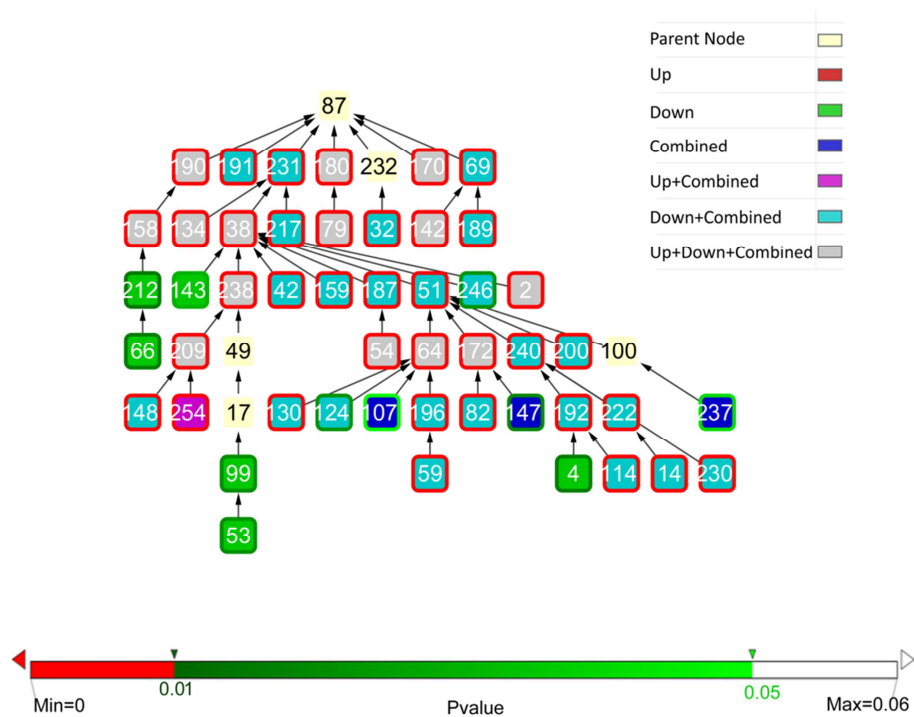 Parent Node
Up
Down
Combined
Up+Combined
Down+Combined
Up+Down+Combined
87
190 191 231 180 232 170 69
158 134 38 217 79 32 142 189
212 143 238 42 159 187 51 246 2
66 209 49 54 64 172 240 200 100
148 254 17 130 124 107 196 82 147 192 222 237
99 59 4 114 14 230
53
0.01 0.05
Min=0 Pvalue Max=0.06